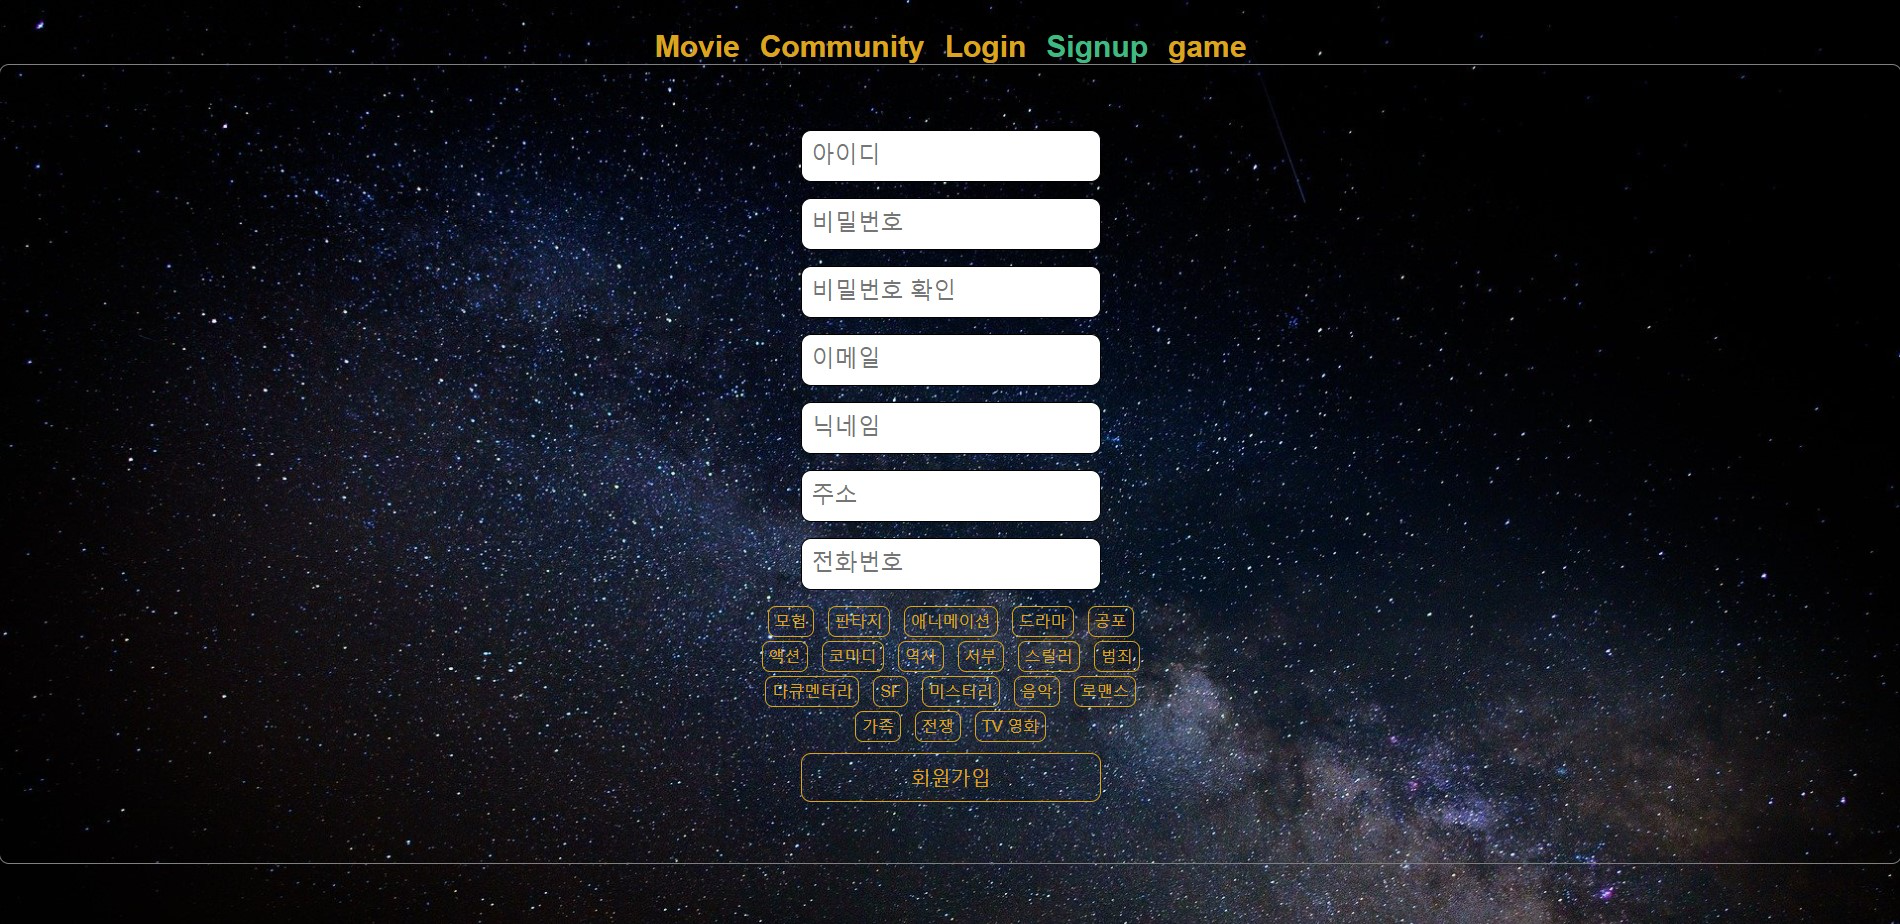 Movie Community Login Signup game
아이디
비밀번호
비밀번호 확인
이메일
닉네임
주소
전화번호
모험 판타지 애니메이션 드라마 공포
액션 코미디 역사 서부 스릴러 범죄
다큐멘터리 SF 미스터리 음악 로맨스
가족 전쟁 TV 영화
회원가입